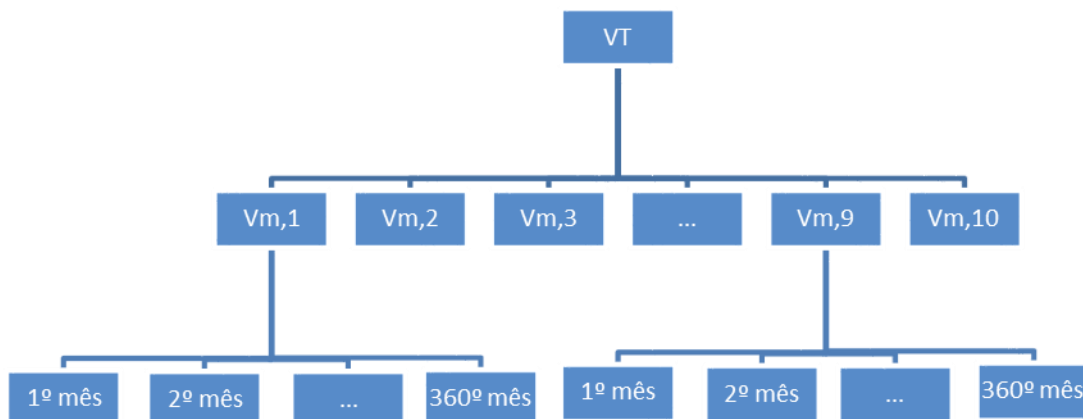 VT
Vm,1
Vm,2
Vm,3
...
Vm,9
Vm,10
1º mês
2º mês
...
360º mês
1º mês
2º mês
...
360º mês